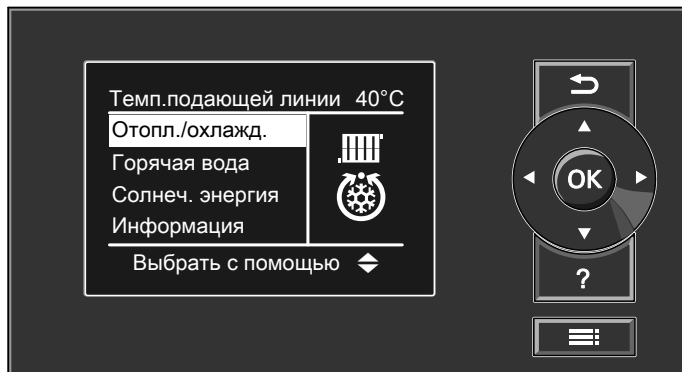 Темп.подающей линии 40°C
Отопл./охлажд.
Горячая вода
Солнеч. энергия
Информация
Выбрать с помощью
OK
?